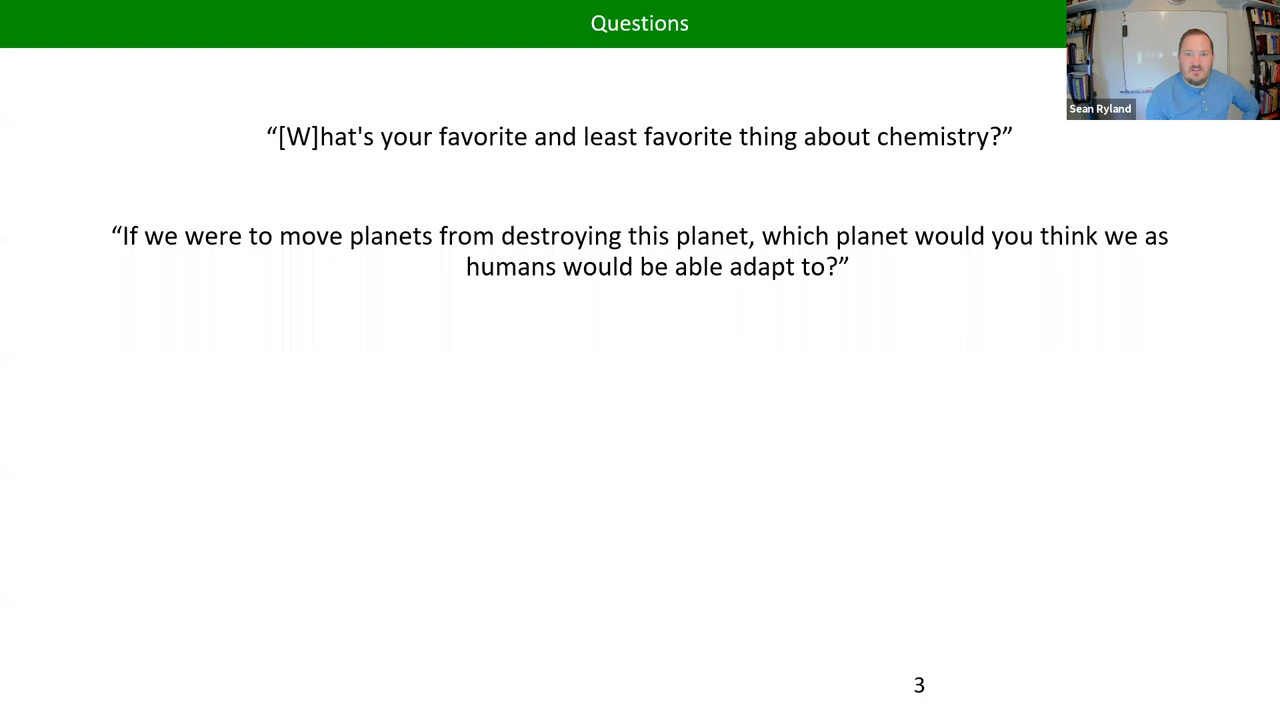 Questions
Sean Ryland
“[W]hat's your favorite and least favorite thing about chemistry?”
“If we were to move planets from destroying this planet, which planet would you think we as
humans would be able adapt to?”
3